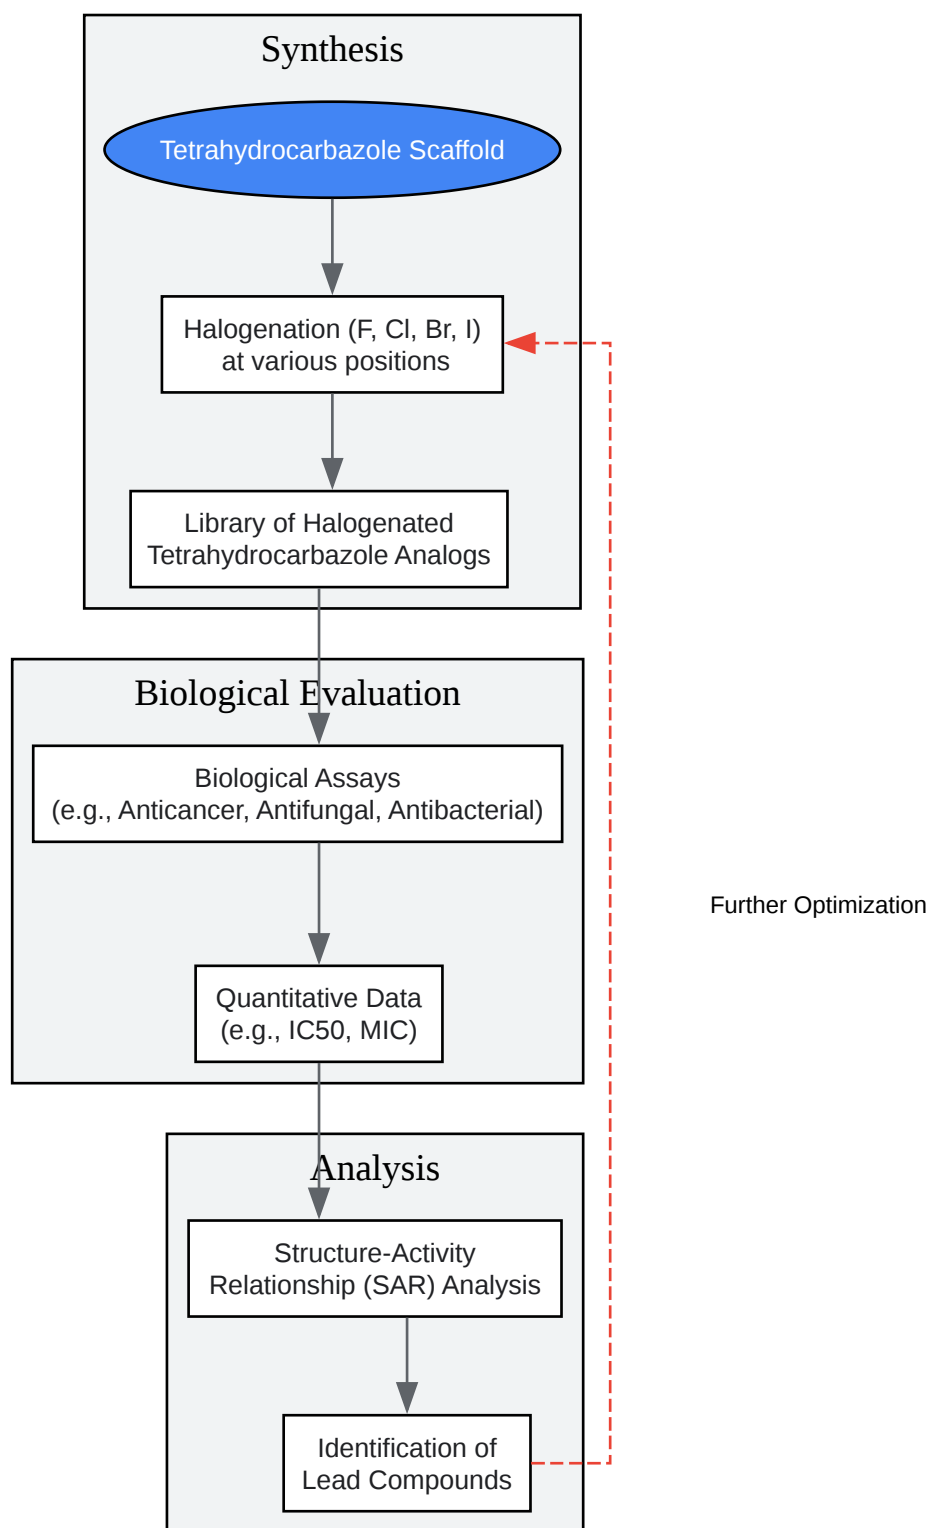 Synthesis
Tetrahydrocarbazole Scaffold
Halogenation (F, Cl, Br, I)
at various positions
Library of Halogenated
Tetrahydrocarbazole Analogs
Biological Evaluation
Biological Assays
(e.g., Anticancer, Antifungal, Antibacterial)
Further Optimization
Quantitative Data
(e.g., IC50, MIC)
Analysis
Structure-Activity
Relationship (SAR) Analysis
Identification of
Lead Compounds